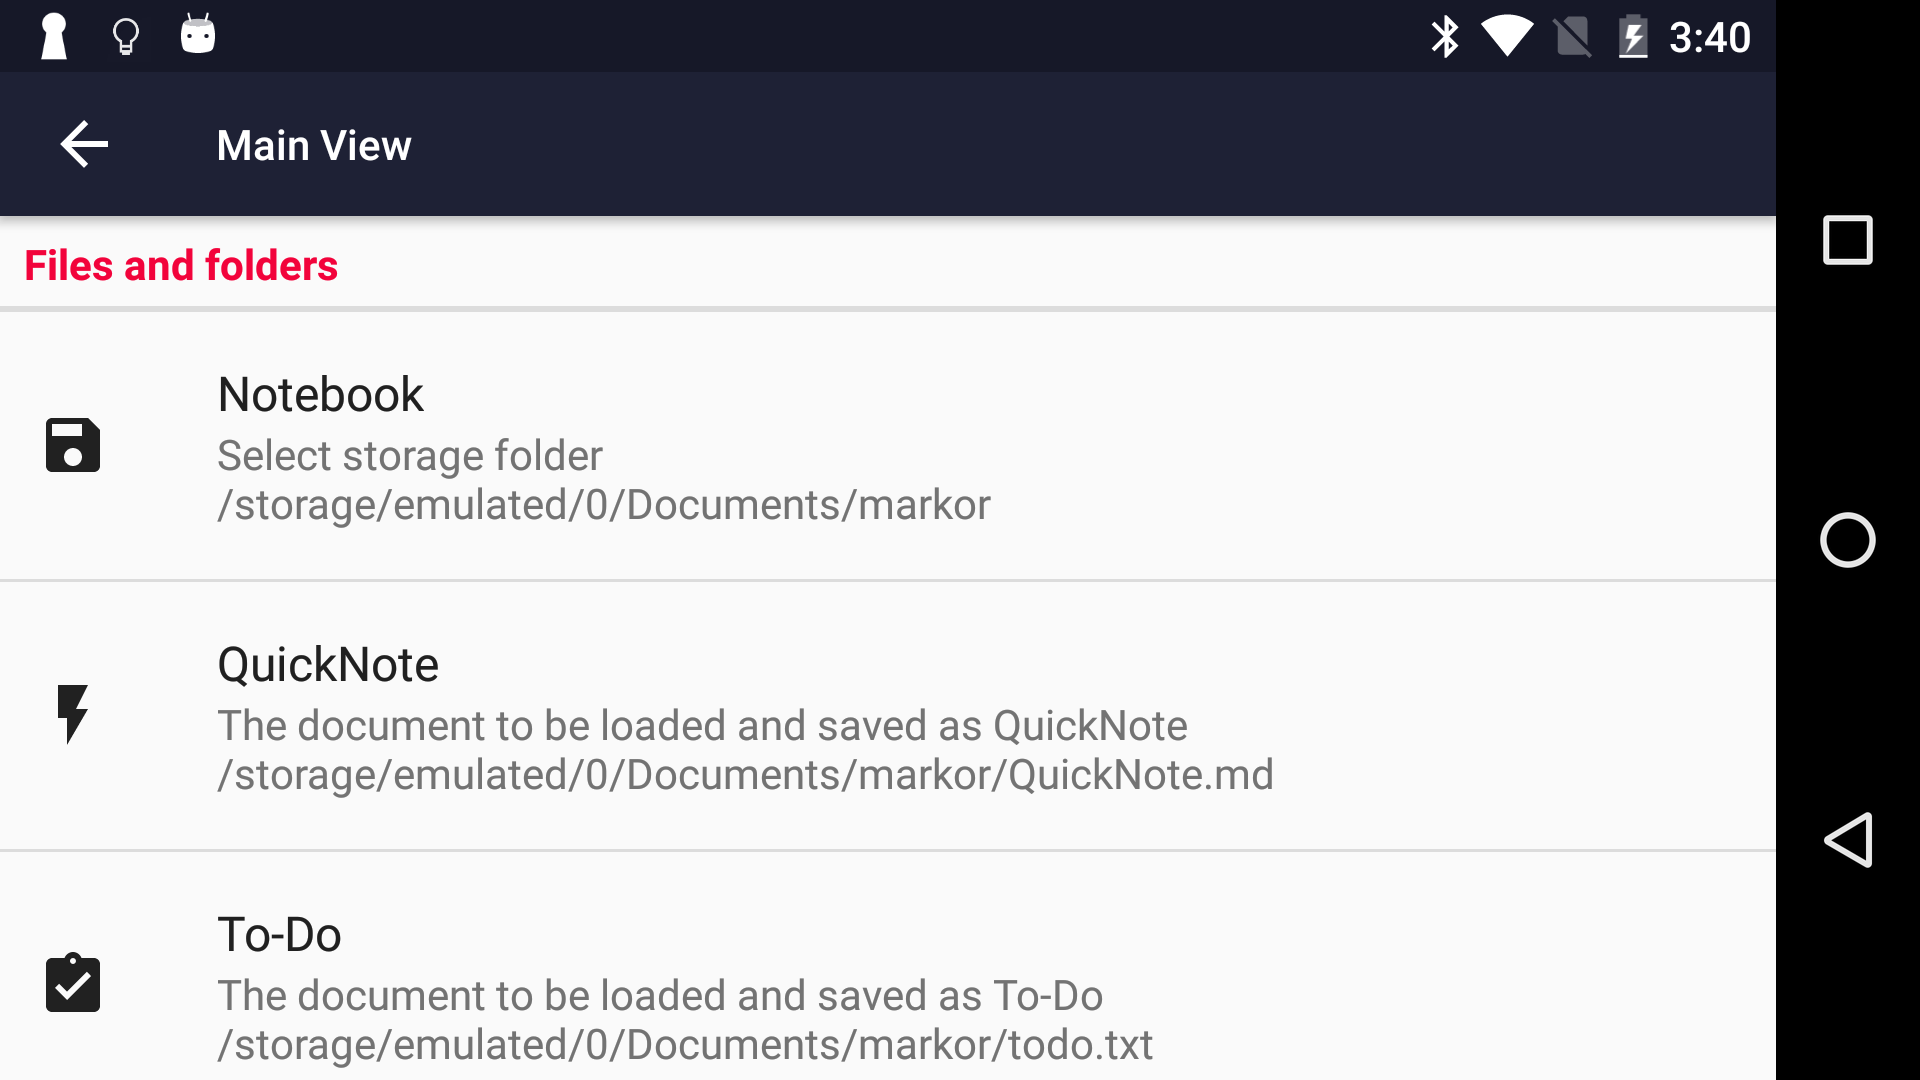 3:40
Main View
Files and folders
Notebook
Select storage folder
/storage/emulated/0/Documents/markor
QuickNote
The document to be loaded and saved as QuickNote
/storage/emulated/0/Documents/markor/QuickNote.md
To-Do
The document to be loaded and saved as To-Do
/storage/emulated/0/Documents/markor/todo.txt